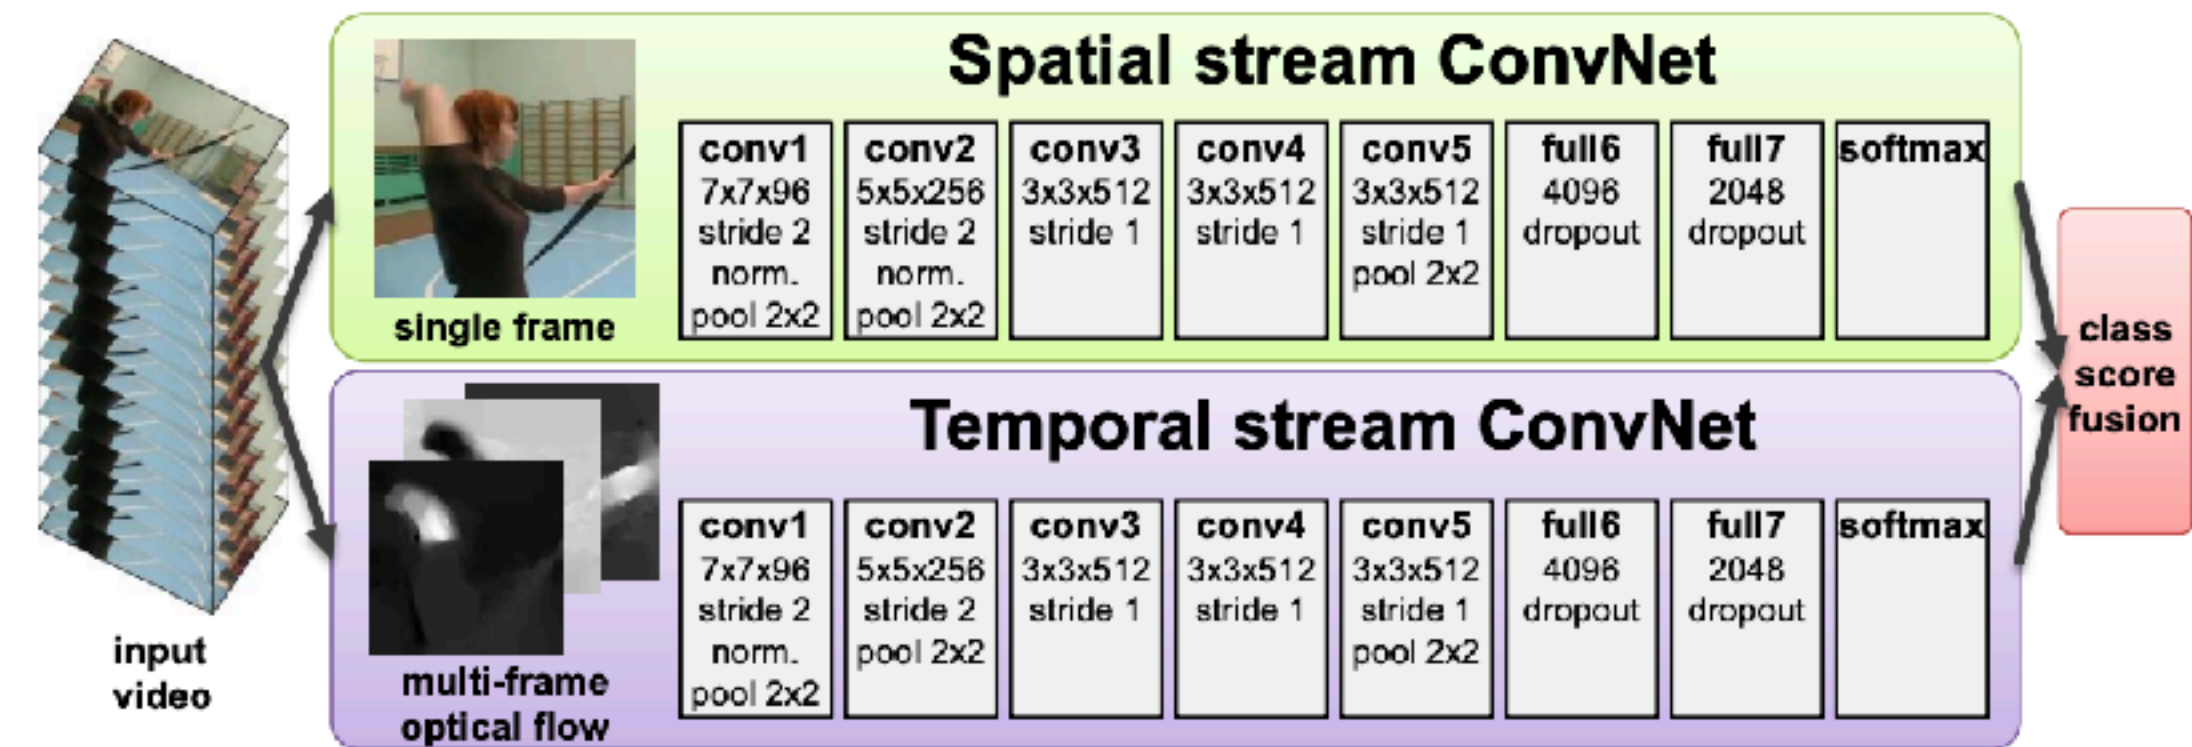 Spatial stream ConvNet
single frame
conv1
7x7x96
stride 2
norm.
pool 2x2
conv2
5x5x256
stride 2
norm.
pool 2x2
conv3
3x3x512
stride 1
conv4
3x3x512
stride 1
conv5
3x3x512
stride 1
pool 2x2
full6
4096
dropout
full7
2048
dropout
softmax
Temporal stream ConvNet
multi-frame
optical flow
conv1
7x7x96
stride 2
norm.
pool 2x2
conv2
5x5x256
stride 2
pool 2x2
conv3
3x3x512
stride 1
conv4
3x3x512
stride 1
conv5
3x3x512
stride 1
pool 2x2
full6
4096
dropout
full7
2048
dropout
softmax
input
video
class
score
fusion